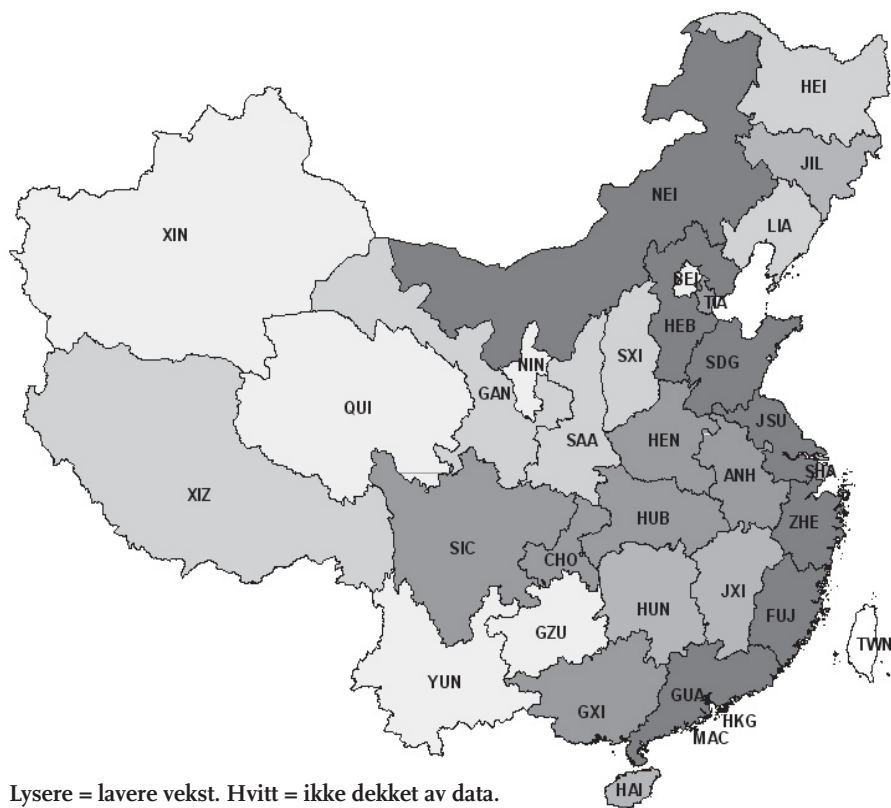 HEI
JIL
NEI
LIA
XIN
BEI
TIA
HEB
NIN
SXI
SDG
GAN
QUI
JSU
SAA
HEN
SHA
ANH
XIZ
HUB
ZHE
SIC
CHO
JXI
HUN
FUJ
GZU
TWN
YUN
GUA
GXI
HKG
MAC
HAI
Lysere = lavere vekst. Hvitt = ikke dekket av data.